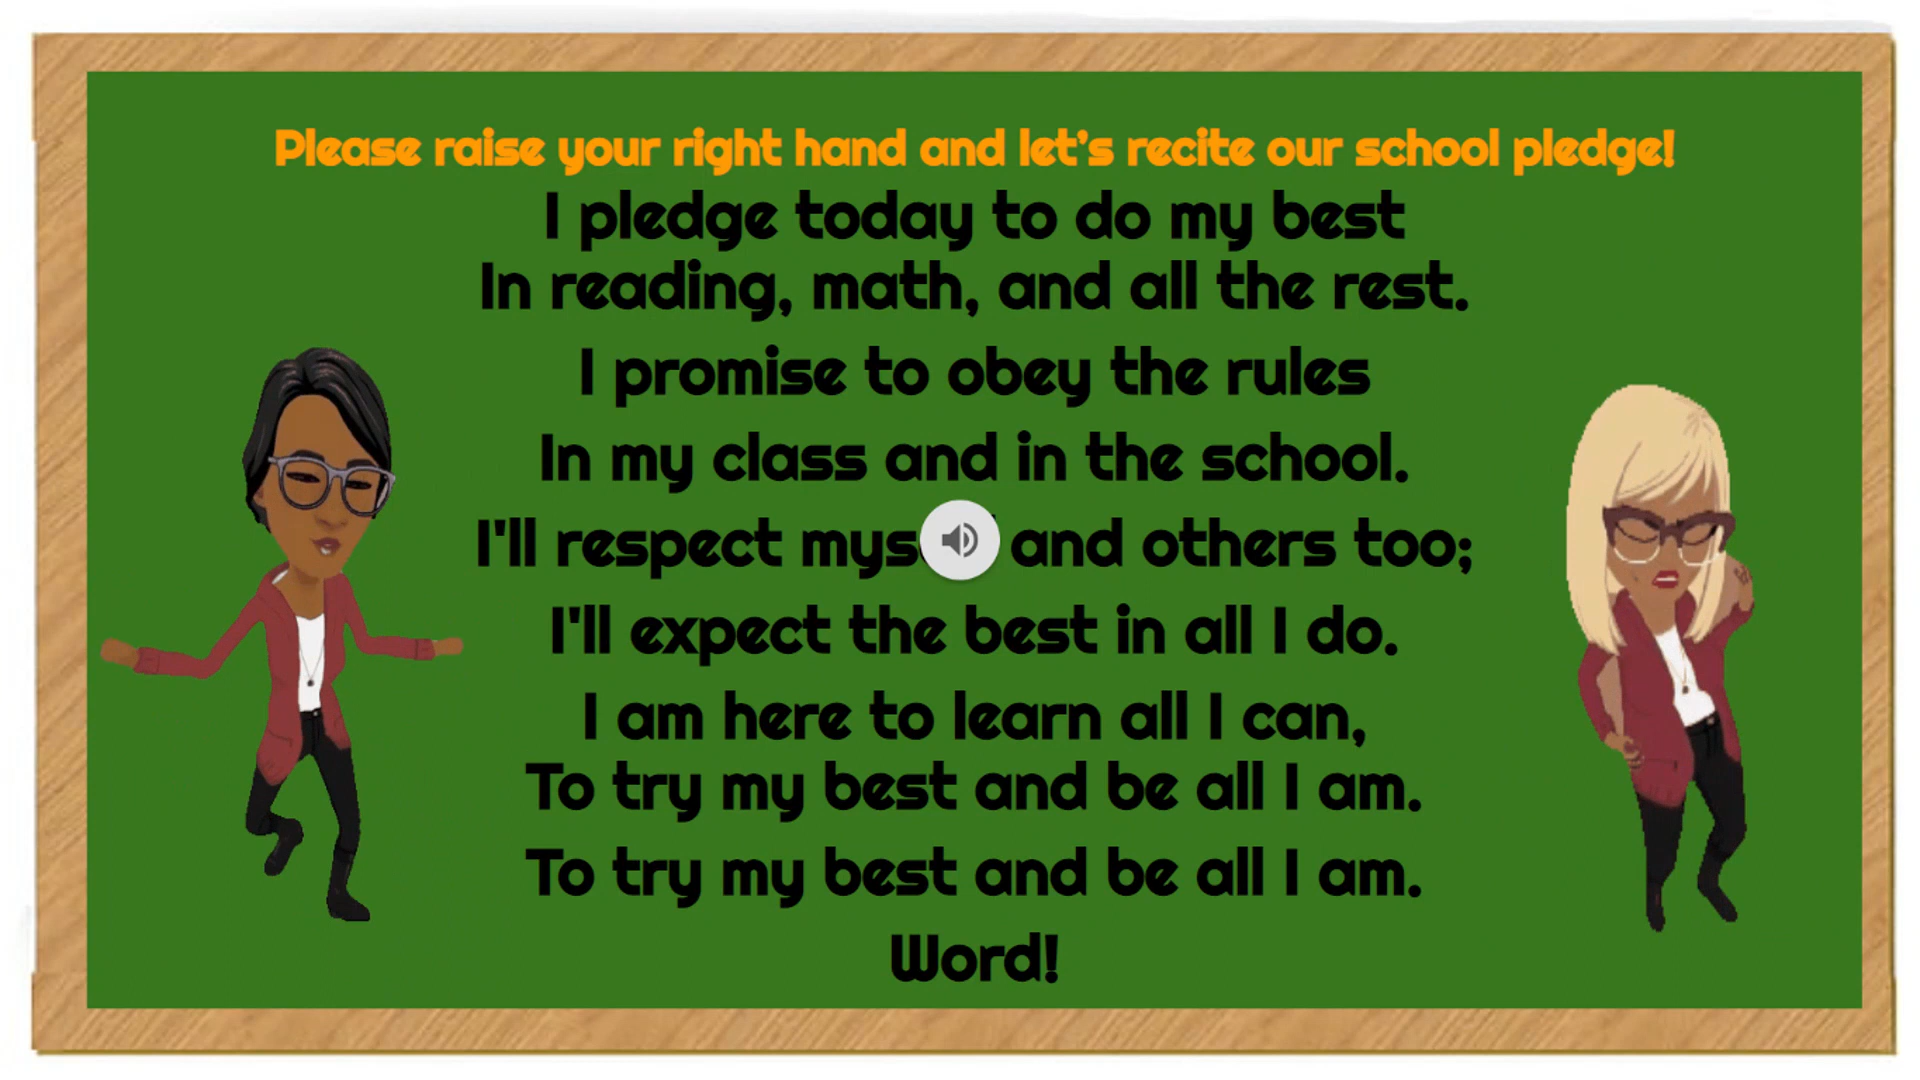 Please raise your right hand and let's recite our school pledge!
I pledge today to do my best
In reading, math, and all the rest.
I promise to obey the rules
In my class and in the school.
I'll respect and others too;
I'll expect the best in all I do.
I am here to learn all I can,
To try my best and be all I am.
To try my best and be all I am.
Word!